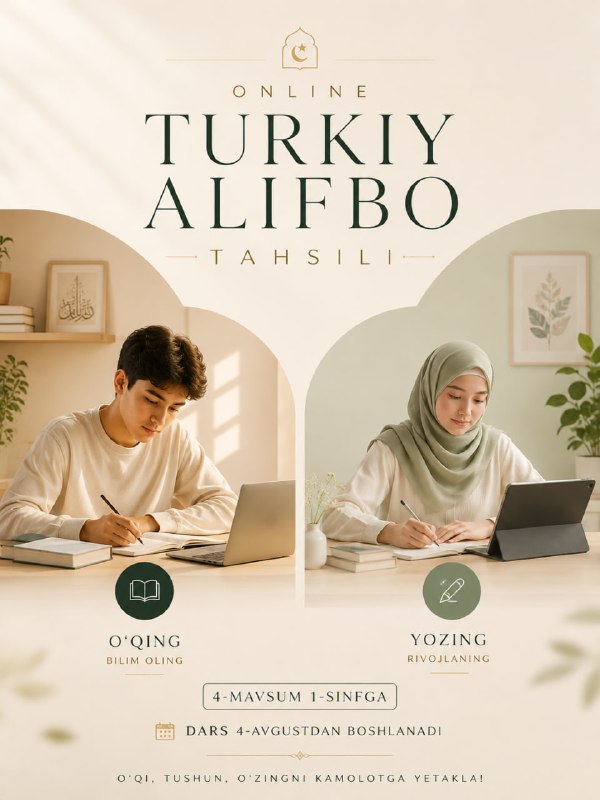 ONLINE
TURKIY
ALIFBO
TAHSILI
O‘QING
BILIM OLING
YOZING
RIVOJLANING
4-MAVSUM 1-SINFGA
DARS 4-AVGUSTDAN BOSHLANADI
O‘QI, TUSHUN, O‘ZINGNI KAMOLOTGA YETAKLA!